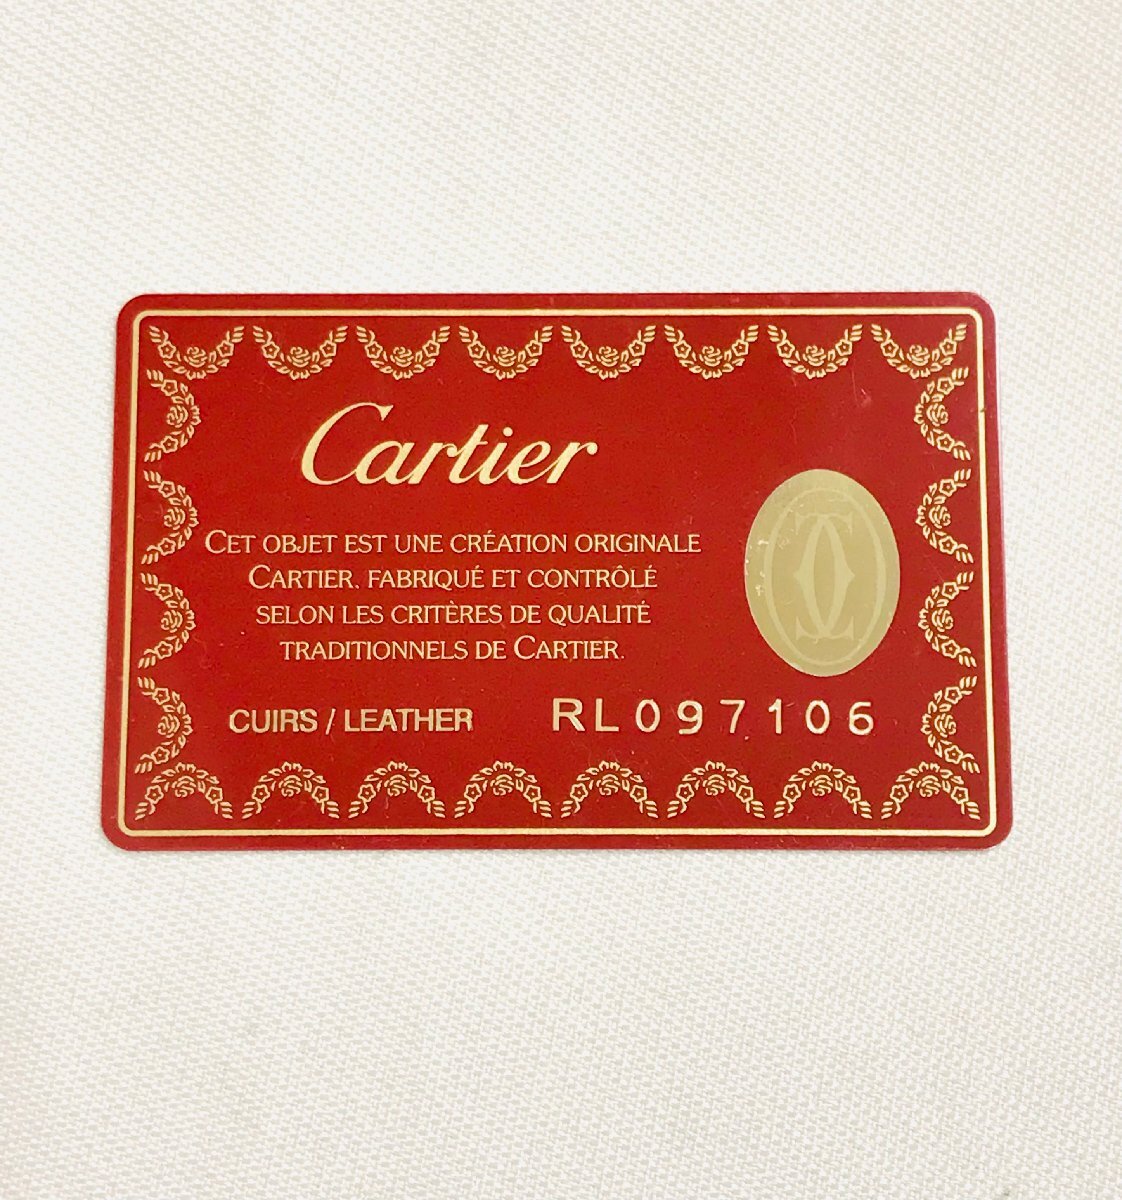 Cartier
CET OBJET EST UNE CRÉATION ORIGINALE
CARTIER. FABRIQUÉ ET CONTRÔLÉ
SELON LES CRITÈRES DE QUALITÉ
TRADITIONNELS DE CARTIER.
CUIRS / LEATHER RL097106